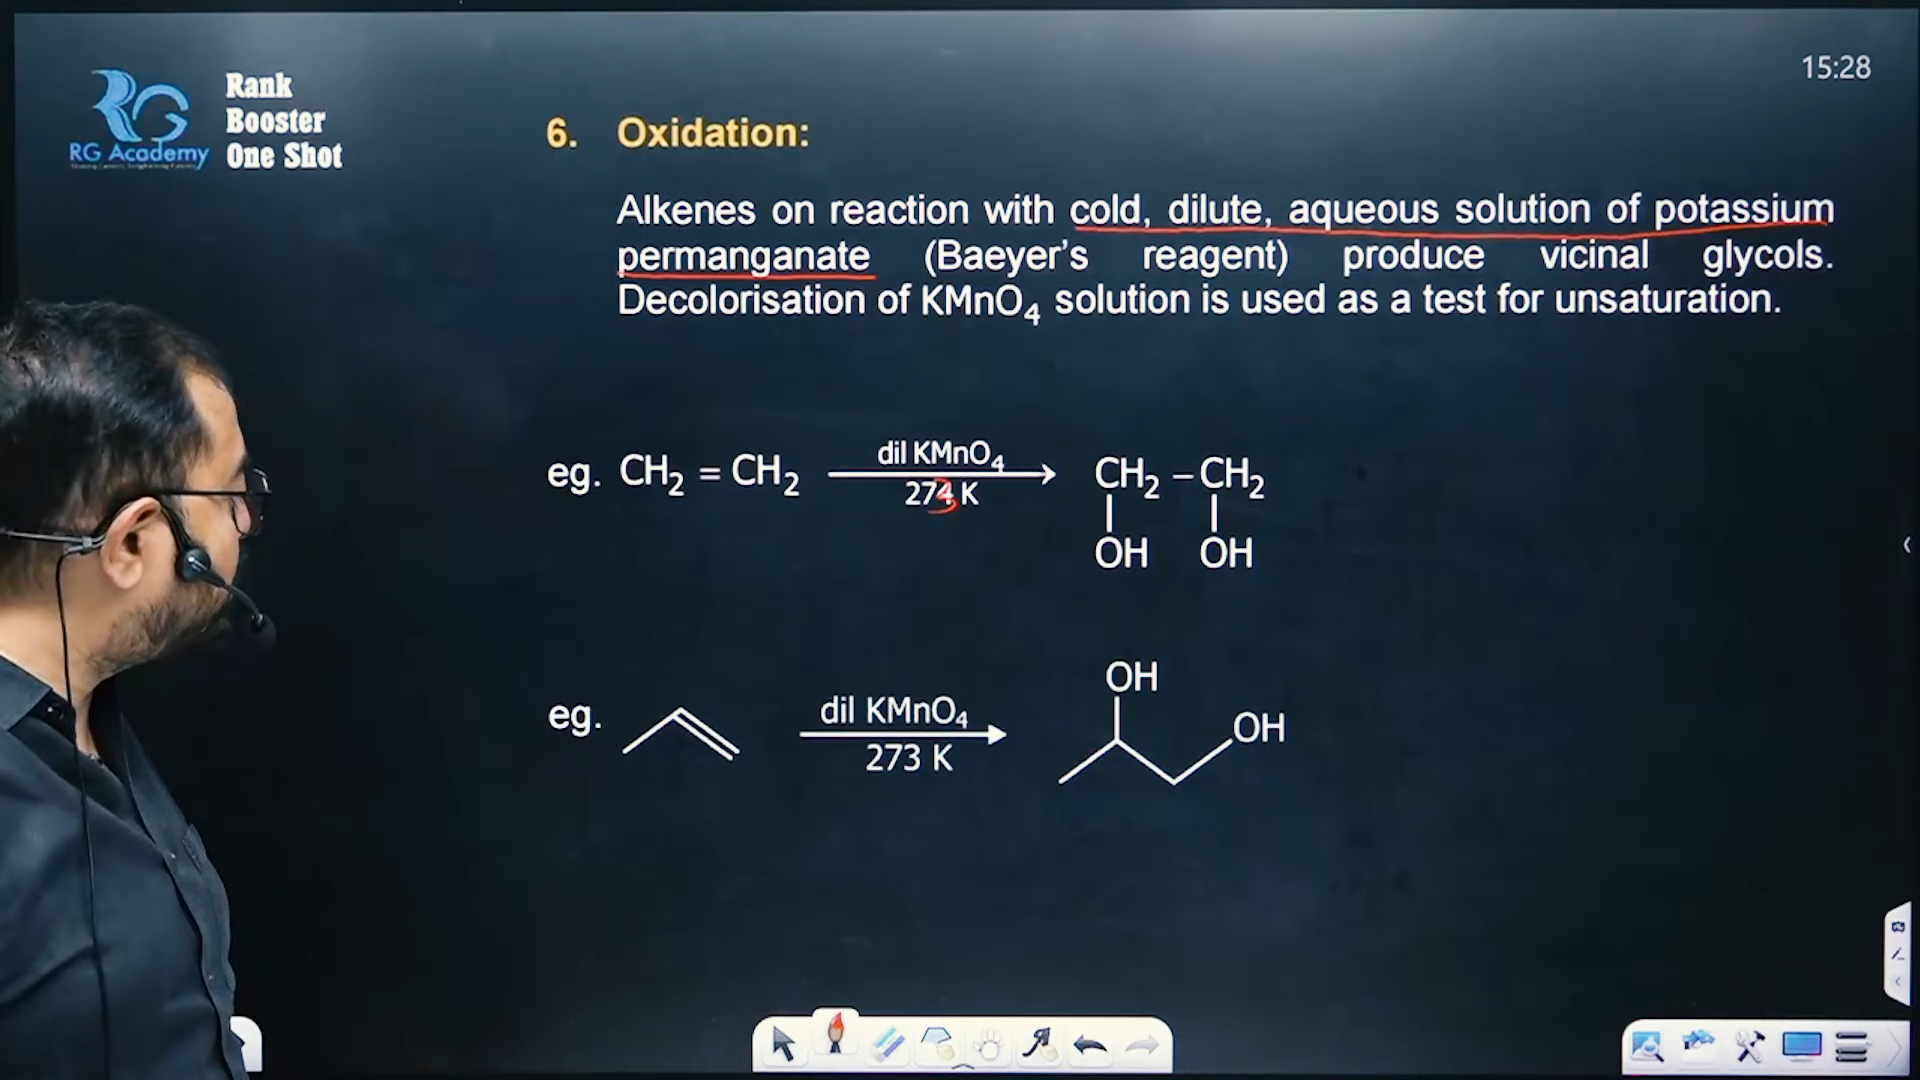 RG Academy
Rank
Booster
One Shot
15:28
6. Oxidation:
Alkenes on reaction with cold, dilute, aqueous solution of potassium
permanganate (Baeyer's reagent) produce vicinal glycols.
Decolorisation of KMnO₄ solution is used as a test for unsaturation.
eg. CH₂ = CH₂ dil KMnO₄ CH₂ – CH₂
273 K
OH OH
OH
eg. dil KMnO₄ OH
273 K